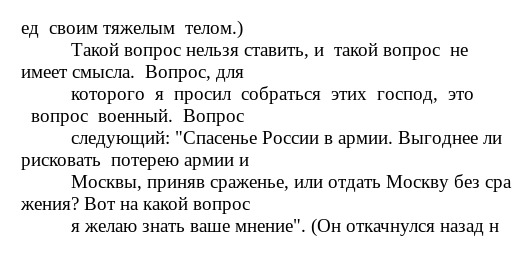 ед своим тяжелым телом.)
Такой вопрос нельзя ставить, и такой вопрос не
имеет смысла. Вопрос, для
которого я просил собраться этих господ, это
вопрос военный. Вопрос
следующий: "Спасенье России в армии. Выгоднее ли
рисковать потерею армии и
Москвы, приняв сраженье, или отдать Москву без сра
жения? Вот на какой вопрос
я желаю знать ваше мнение". (Он откачнулся назад н